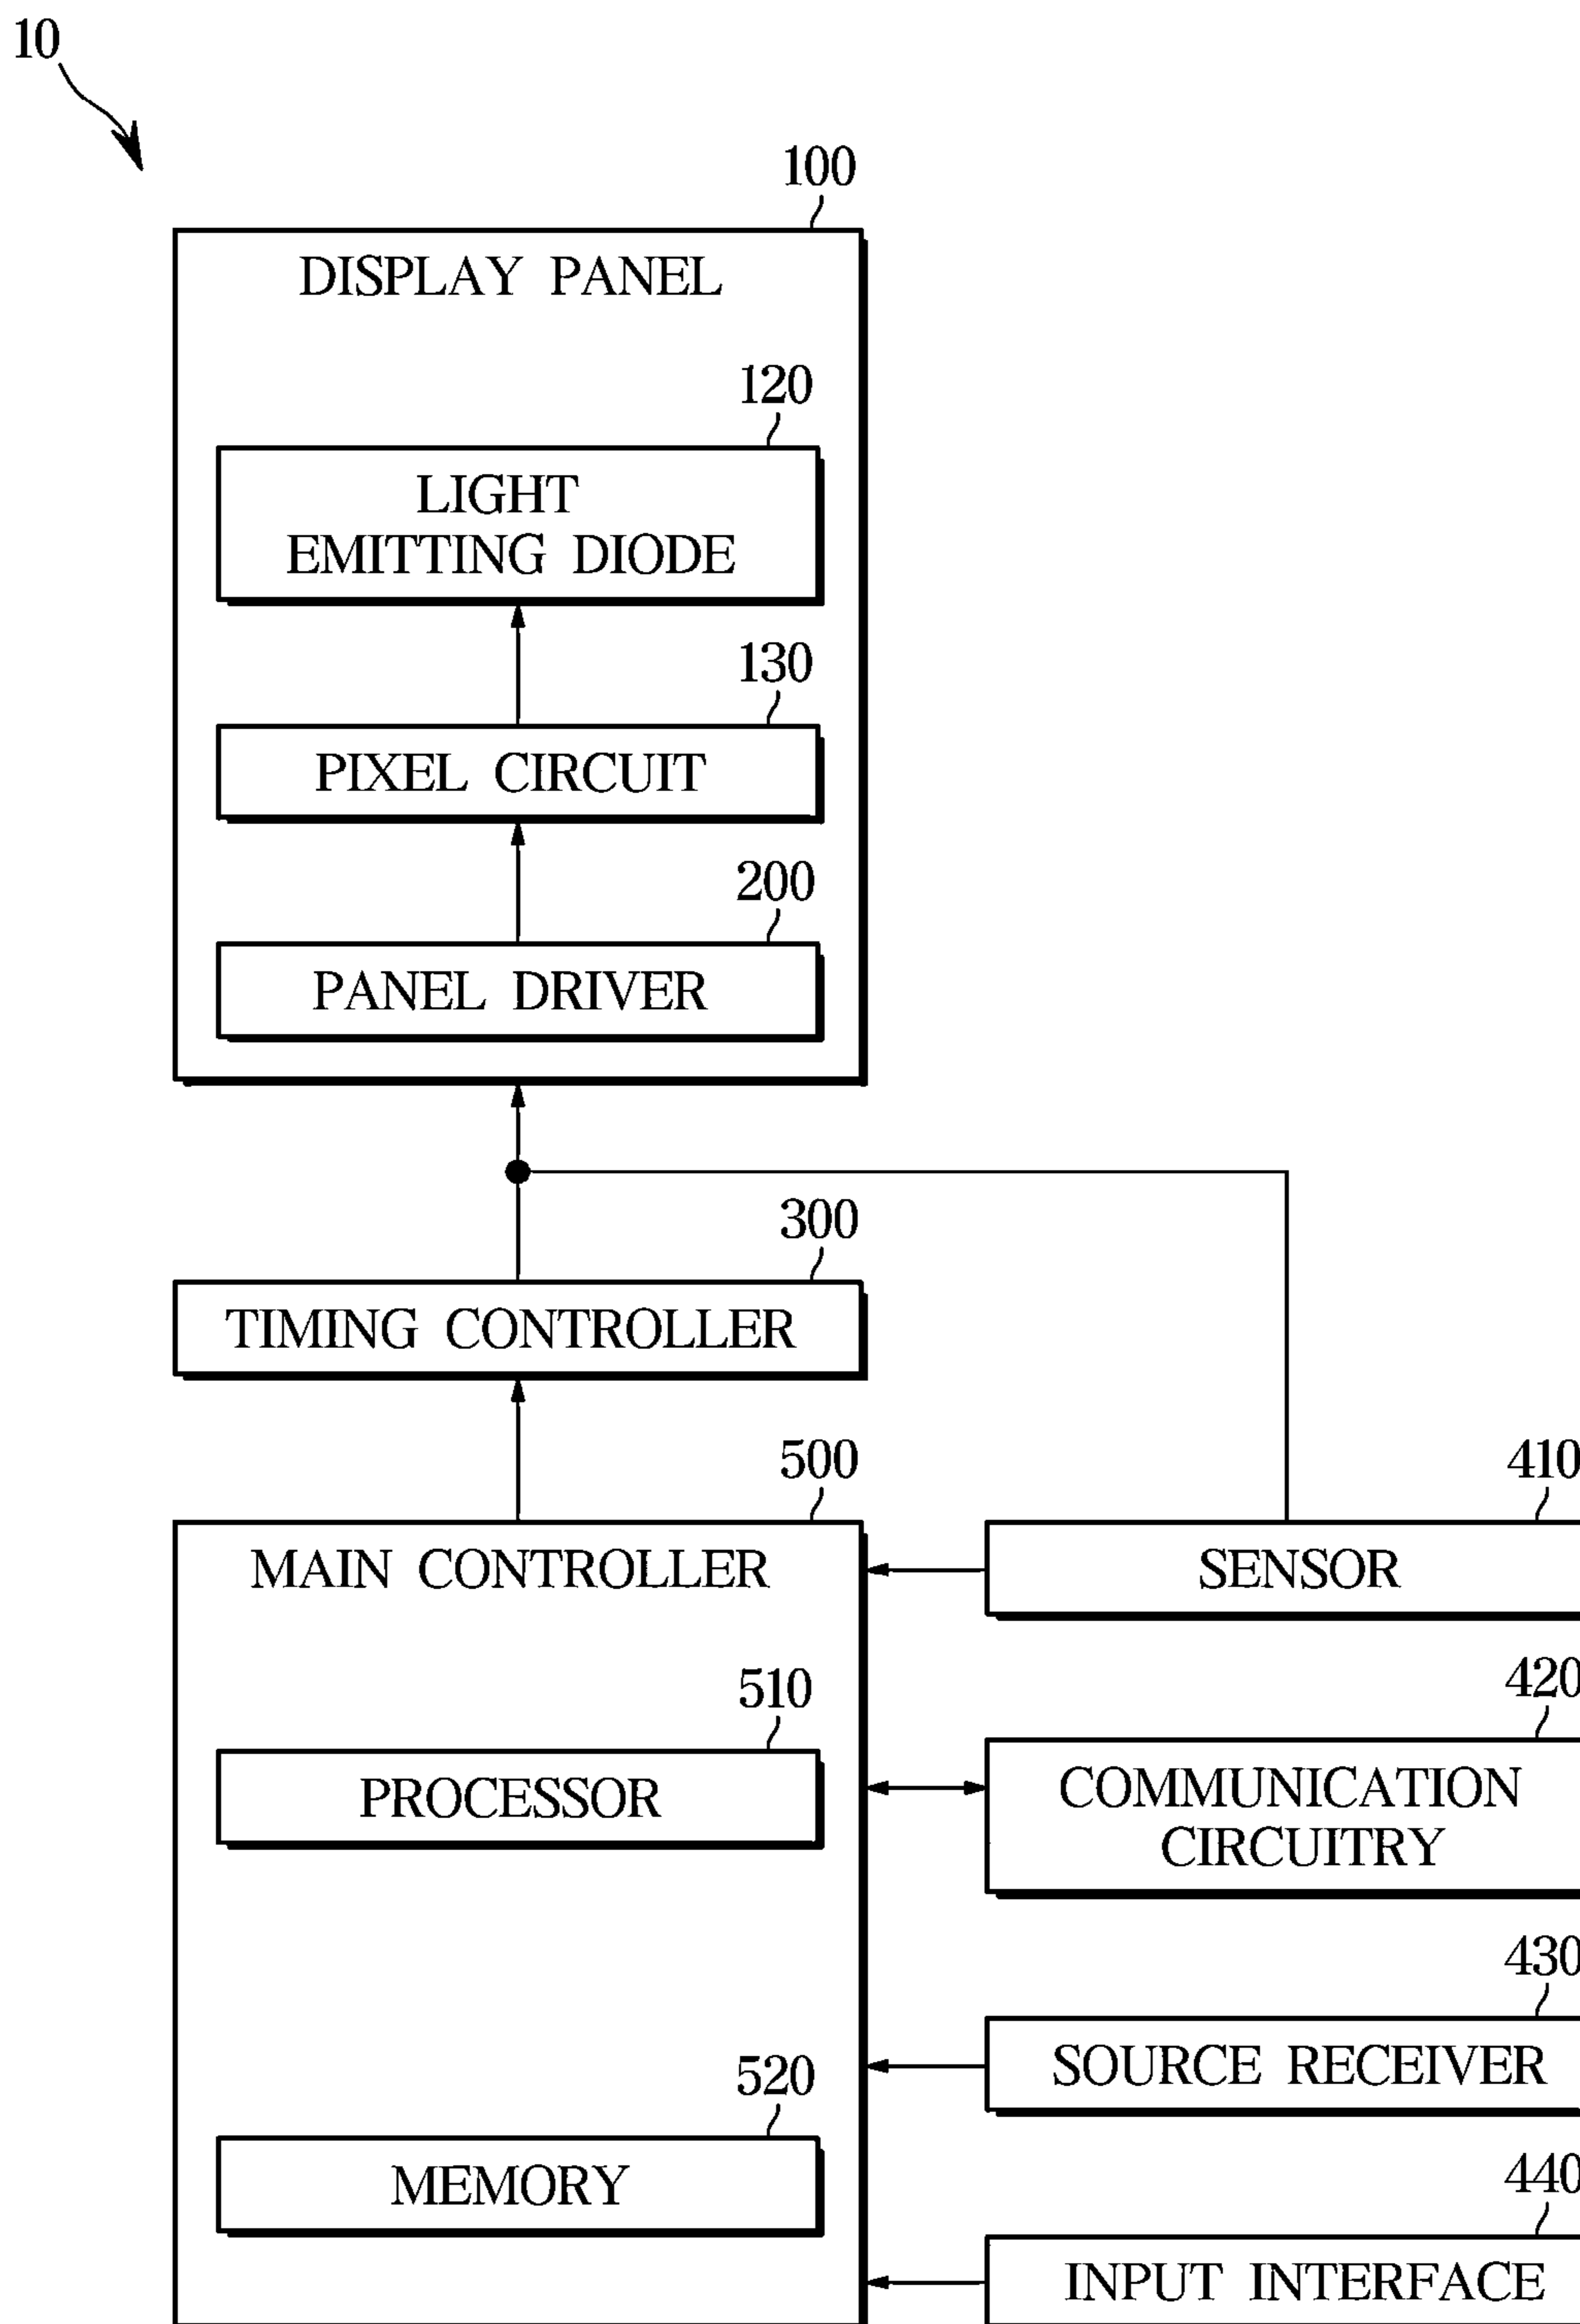 10
100
DISPLAY PANEL
120
LIGHT
EMITTING DIODE
130
PIXEL CIRCUIT
200
PANEL DRIVER
300
TIMING CONTROLLER
500
MAIN CONTROLLER
510
PROCESSOR
520
MEMORY
410
SENSOR
420
COMMUNICATION
CIRCUITRY
430
SOURCE RECEIVER
440
INPUT INTERFACE